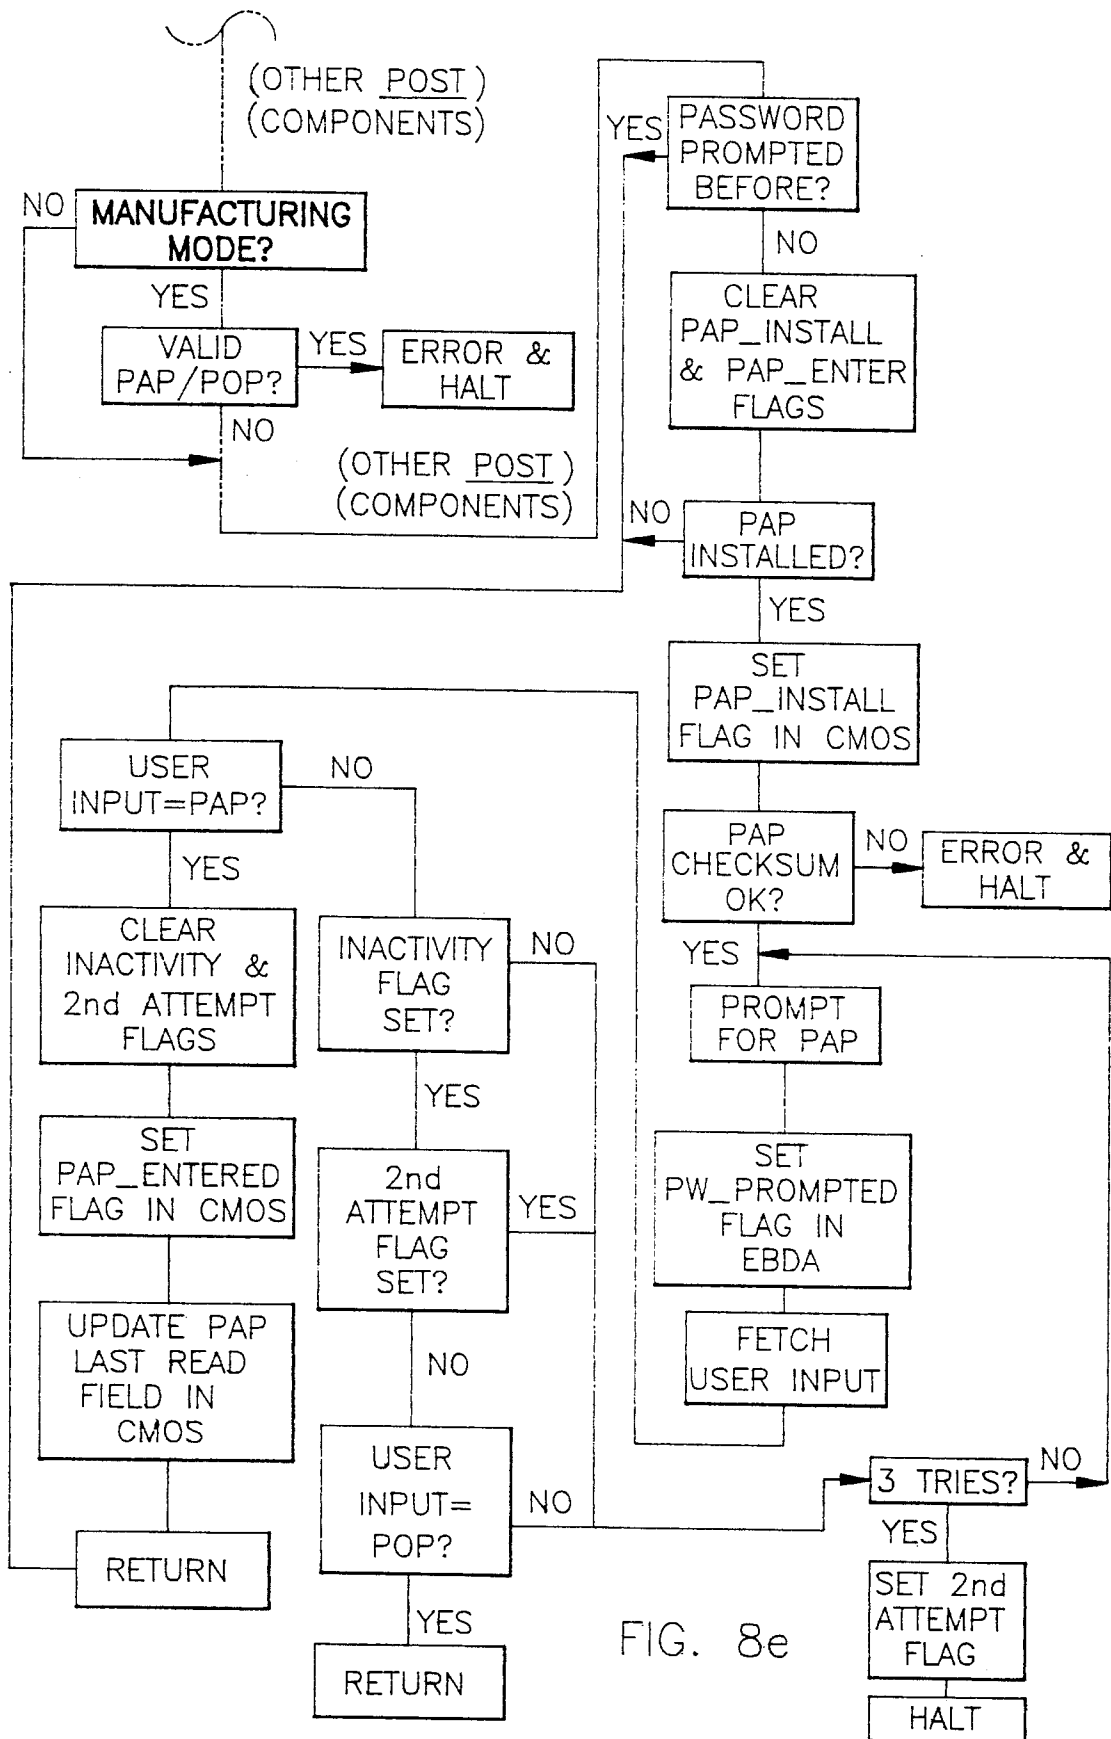 (OTHER POST)
(COMPONENTS)
NO
MANUFACTURING
MODE?
YES
VALID
PAP/POP?
YES
ERROR &
HALT
NO
(OTHER POST)
(COMPONENTS)
YES
PASSWORD
PROMPTED
BEFORE?
NO
CLEAR
PAP_INSTALL
& PAP_ENTER
FLAGS
NO
PAP
INSTALLED?
YES
SET
PAP_INSTALL
FLAG IN CMOS
PAP
CHECKSUM
OK?
NO
ERROR &
HALT
YES
PROMPT
FOR PAP
SET
PW_PROMPTED
FLAG IN
EBDA
FETCH
USER INPUT
USER
INPUT=PAP?
NO
YES
CLEAR
INACTIVITY &
2nd ATTEMPT
FLAGS
SET
PAP_ENTERED
FLAG IN CMOS
UPDATE PAP
LAST READ
FIELD IN
CMOS
RETURN
INACTIVITY
FLAG
SET?
NO
YES
2nd
ATTEMPT
FLAG
SET?
YES
NO
USER
INPUT=
POP?
NO
YES
RETURN
3 TRIES?
NO
YES
SET 2nd
ATTEMPT
FLAG
HALT
FIG. 8e